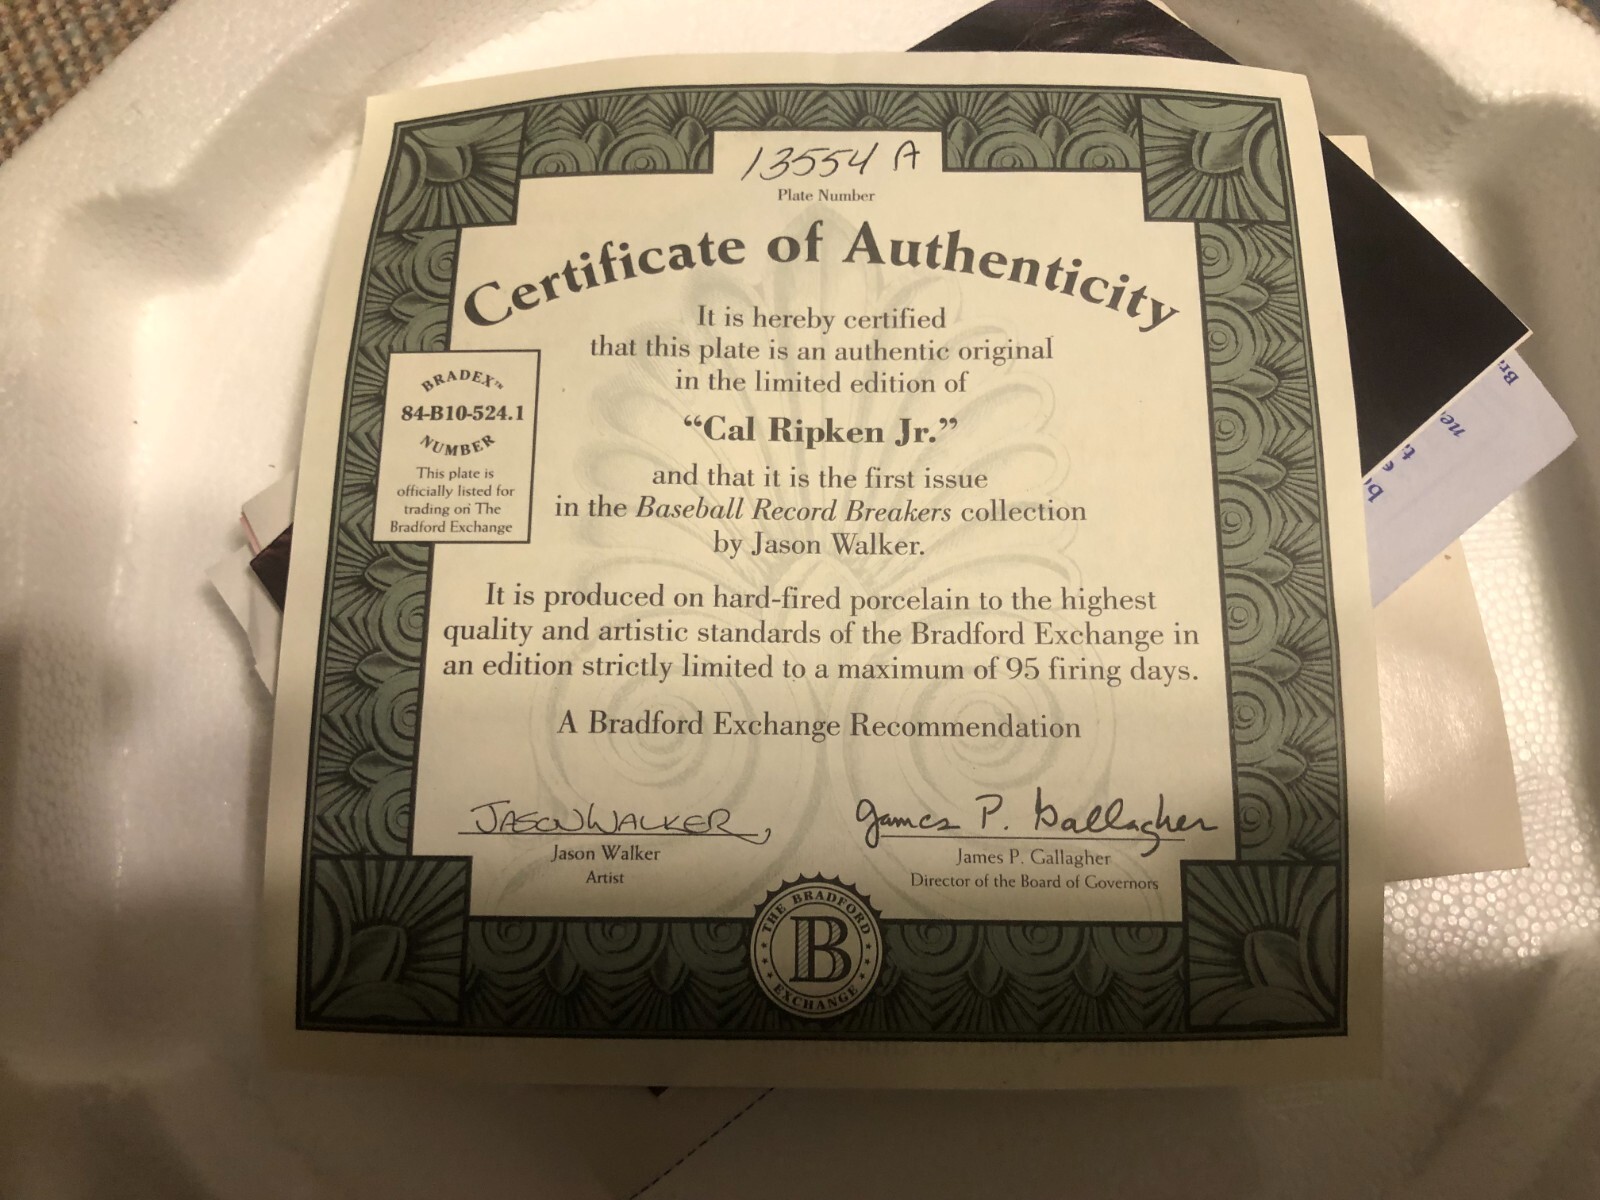 13554 A
Plate Number
Certificate of Authenticity
It is hereby certified
that this plate is an authentic original
in the limited edition of
“Cal Ripken Jr.”
and that it is the first issue
in the Baseball Record Breakers collection
by Jason Walker.
BRADEX™
84-B10-524.1
NUMBER
This plate is
officially listed for
trading on The
Bradford Exchange
It is produced on hard-fired porcelain to the highest
quality and artistic standards of the Bradford Exchange in
an edition strictly limited to a maximum of 95 firing days.
A Bradford Exchange Recommendation
JASON WALKER
Jason Walker
Artist
James P. Gallagher
James P. Gallagher
Director of the Board of Governors
THE BRADFORD
B
EXCHANGE